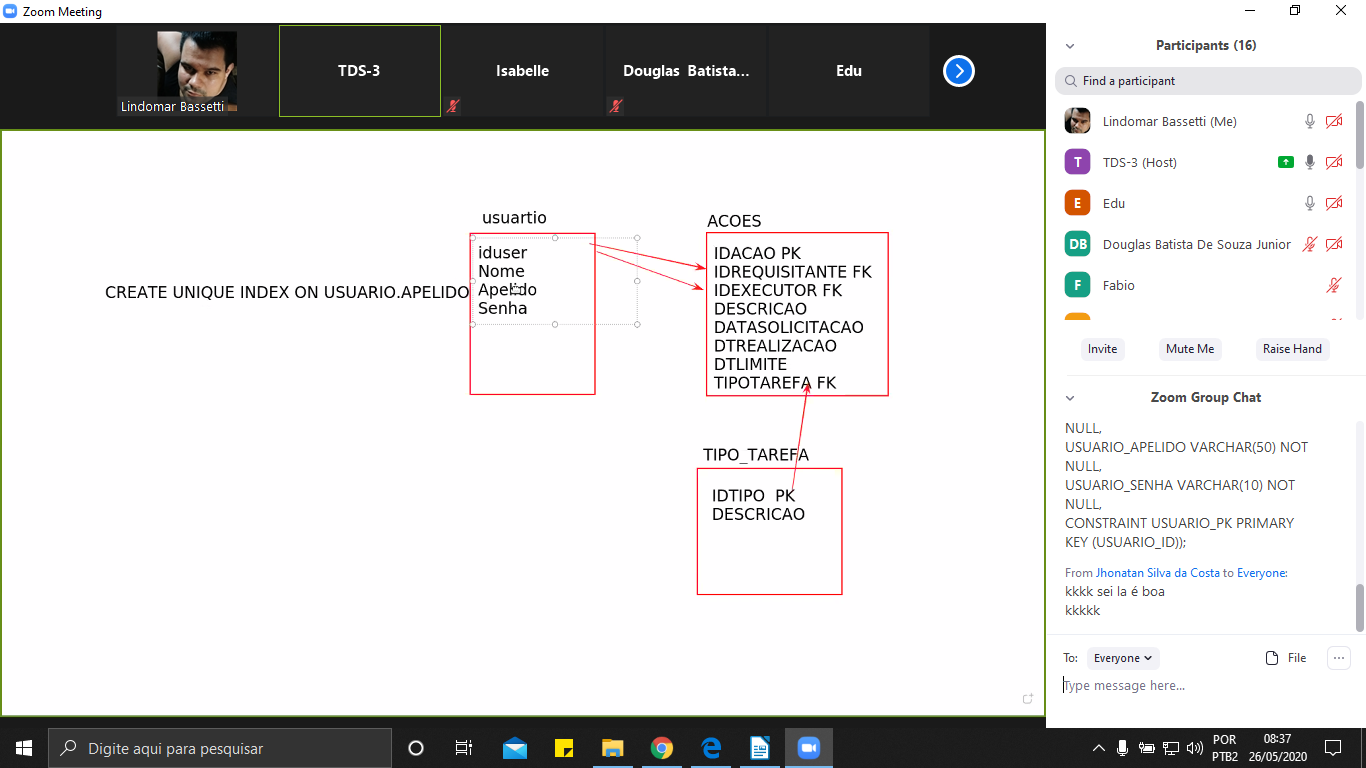 Zoom Meeting
Lindomar Bassetti
TDS-3
Isabelle
Douglas Batista...
Edu
usuartio
iduser
Nome
Apelido
Senha
CREATE UNIQUE INDEX ON USUARIO.APELIDO
ACOES
IDACAO PK
IDREQUISITANTE FK
IDEXECUTOR FK
DESCRICAO
DATASOLICITACAO
DTREALIZACAO
DTLIMITE
TIPOTAREFA FK
TIPO_TAREFA
IDTIPO PK
DESCRICAO
Participants (16)
Find a participant
Lindomar Bassetti (Me)
T TDS-3 (Host)
E Edu
DB Douglas Batista De Souza Junior
F Fabio
Invite Mute Me Raise Hand
Zoom Group Chat
NULL,
USUARIO_APELIDO VARCHAR(50) NOT
NULL,
USUARIO_SENHA VARCHAR(10) NOT
NULL,
CONSTRAINT USUARIO_PK PRIMARY
KEY (USUARIO_ID));
From Jhonatan Silva da Costa to Everyone:
kkkk sei la é boa
kkkkk
To: Everyone File
Type message here...
Digite aqui para pesquisar
POR
PTB2
08:37
26/05/2020